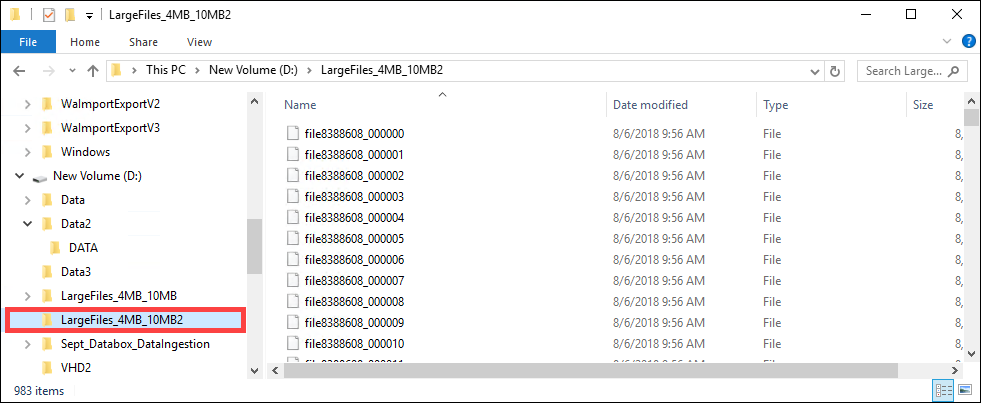 LargeFiles_4MB_10MB2
File Home Share View
This PC New Volume (D:) LargeFiles_4MB_10MB2 Search Large...
WaImportExportV2
WaImportExportV3
Windows
New Volume (D:)
Data
Data2
DATA
Data3
LargeFiles_4MB_10MB
LargeFiles_4MB_10MB2
Sept_Databox_DataIngestion
VHD2
Name Date modified Type Size
file8388608_000000 8/6/2018 9:56 AM File 8,
file8388608_000001 8/6/2018 9:56 AM File 8,
file8388608_000002 8/6/2018 9:56 AM File 8,
file8388608_000003 8/6/2018 9:56 AM File 8,
file8388608_000004 8/6/2018 9:56 AM File 8,
file8388608_000005 8/6/2018 9:56 AM File 8,
file8388608_000006 8/6/2018 9:56 AM File 8,
file8388608_000007 8/6/2018 9:56 AM File 8,
file8388608_000008 8/6/2018 9:56 AM File 8,
file8388608_000009 8/6/2018 9:56 AM File 8,
file8388608_000010 8/6/2018 9:56 AM File 8,
983 items